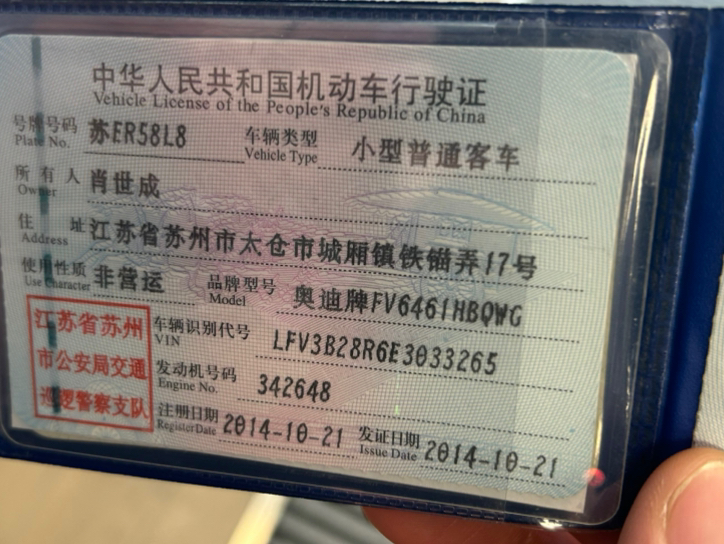 中华人民共和国机动车行驶证
Vehicle License of the People's Republic of China
号牌号码 苏ER58L8 车辆类型 小型普通客车
Plate No. Vehicle Type
所有人 肖世成
Owner
住址 江苏省苏州市太仓市城厢镇铁锚弄17号
Address
使用性质 非营运 品牌型号 奥迪牌FV6461HBQWG
Use Character Model
江苏省苏州 车辆识别代号 LFV3B28R6E3033265
VIN
市公安局交通 发动机号码 342648
Engine No.
巡逻警察支队 注册日期 2014-10-21 发证日期 2014-10-21
Register Date Issue Date